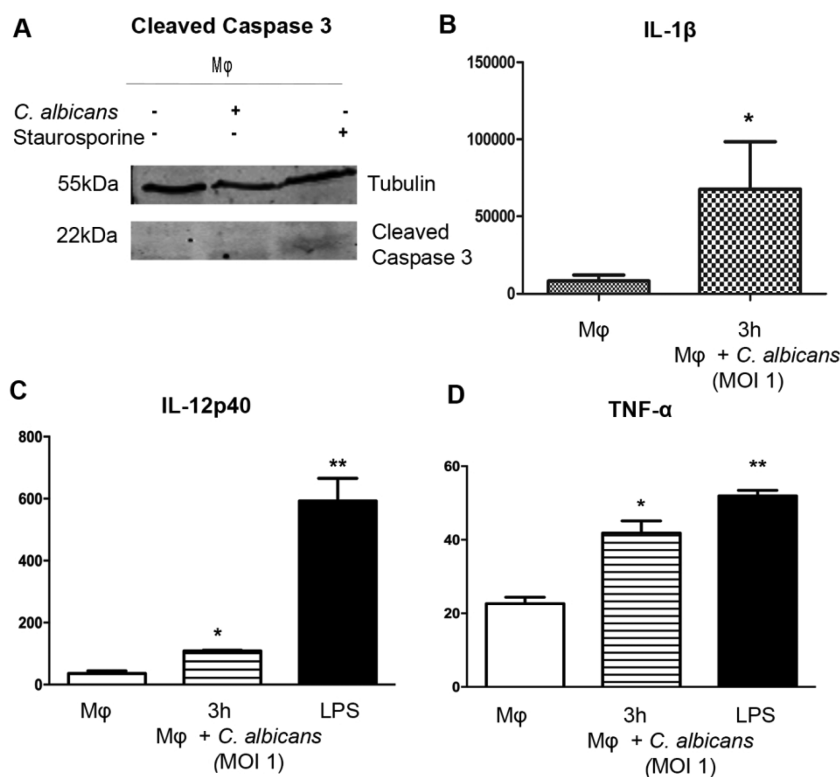 A
Cleaved Caspase 3
Mφ
C. albicans - + -
Staurosporine - - +
55kDa Tubulin
22kDa Cleaved
Caspase 3
B
IL-1β
150000
100000
50000
0
*
Mφ 3h
Mφ + C. albicans
(MOI 1)
C
IL-12p40
800
600
400
200
0
*
**
Mφ 3h LPS
Mφ + C. albicans
(MOI 1)
D
TNF-α
60
40
20
0
*
**
Mφ 3h LPS
Mφ + C. albicans
(MOI 1)